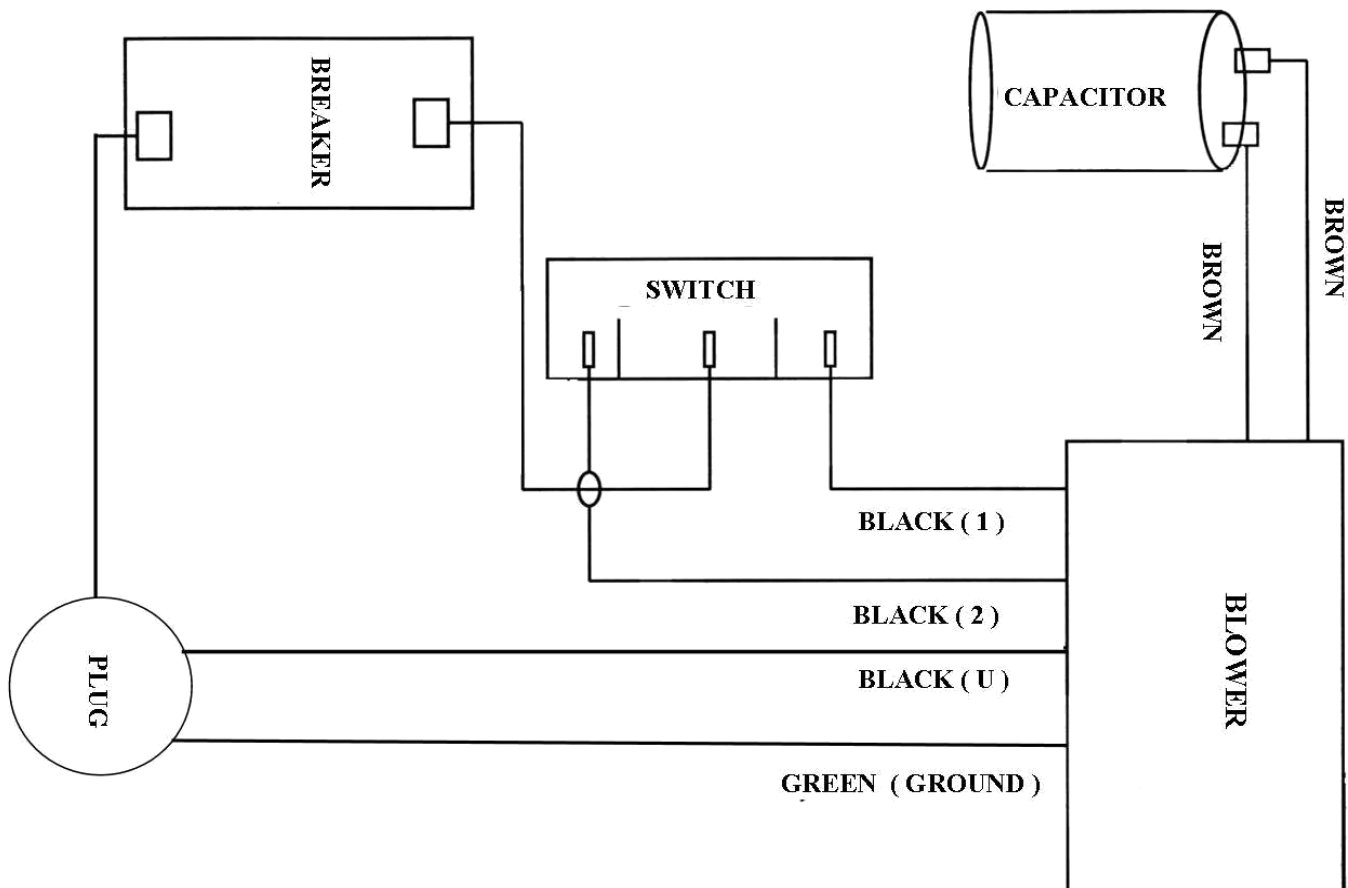 BREAKER
CAPACITOR
SWITCH
BROWN
BROWN
BLACK ( 1 )
BLACK ( 2 )
BLACK ( U )
GREEN ( GROUND )
PLUG
BLOWER